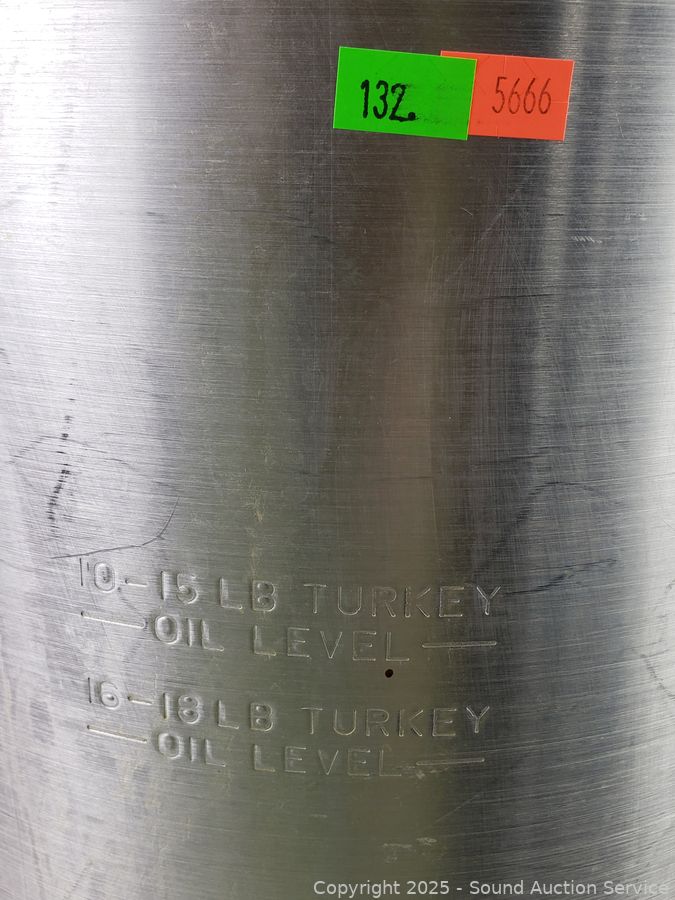 132.
5666
10-15 LB TURKEY
— OIL LEVEL —
16-18 LB TURKEY
— OIL LEVEL —
Copyright 2025 - Sound Auction Service